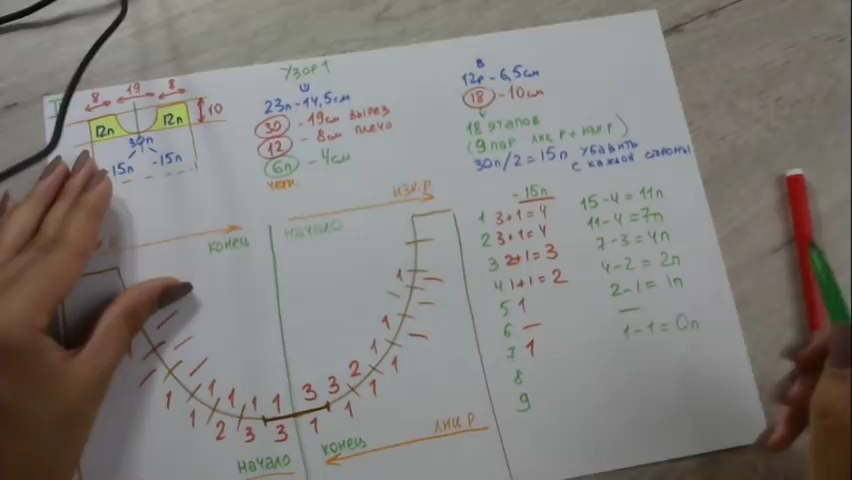 8 19 8
12п 12п 10
30п
15п -15п
УЗОР 1
23п - 14,5см
30 - 19см вырез
12 - 8см плечо
6п - 4см
В
12р - 6,5см
18 - 10см
18 этапов
(9 пар лиц.р + изн.р)
30п/2 = 15п убавить
с каждой стороны
изн.р
конец начало
-15п
1 3+1=4
2 3+1=4
3 2+1=3
4 1+1=2
5 1
6 —
7 1
8
9
15-4=11п
11-4=7п
7-3=4п
4-2=2п
2-1=1п
—
1-1=0п
1 1 1 1 3 3 2 1 1 1
1 1 2 3 3 1 1 1 1
начало конец лиц.р